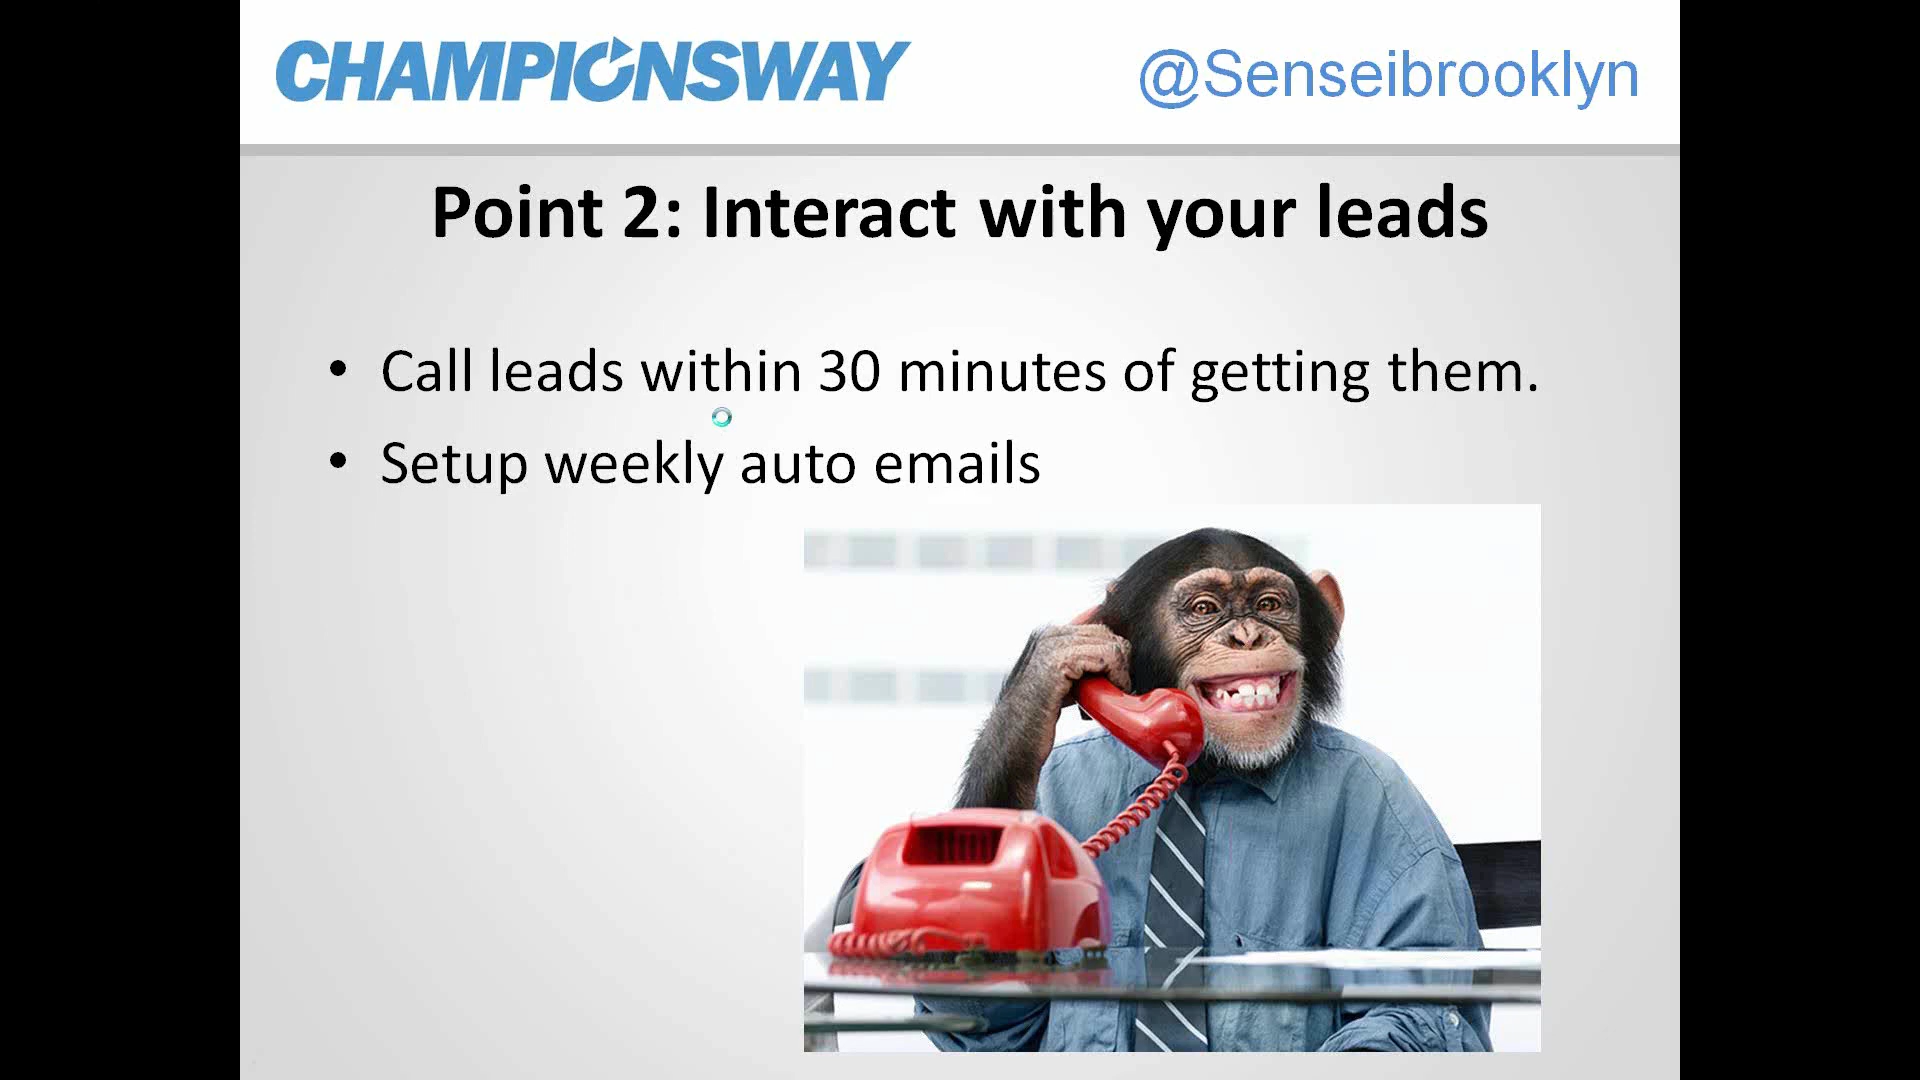 CHAMPIONSWAY
@Senseibrooklyn
Point 2: Interact with your leads
• Call leads within 30 minutes of getting them.
• Setup weekly auto emails